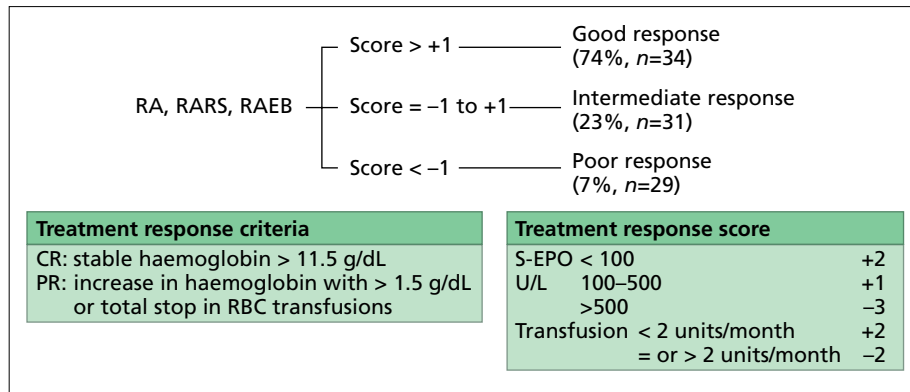 Score > +1
Good response
(74%, n=34)
RA, RARS, RAEB
Score = –1 to +1
Intermediate response
(23%, n=31)
Score < –1
Poor response
(7%, n=29)
Treatment response criteria
CR: stable haemoglobin > 11.5 g/dL
PR: increase in haemoglobin with > 1.5 g/dL
or total stop in RBC transfusions
Treatment response score
S-EPO < 100 +2
U/L 100–500 +1
>500 –3
Transfusion < 2 units/month +2
= or > 2 units/month –2